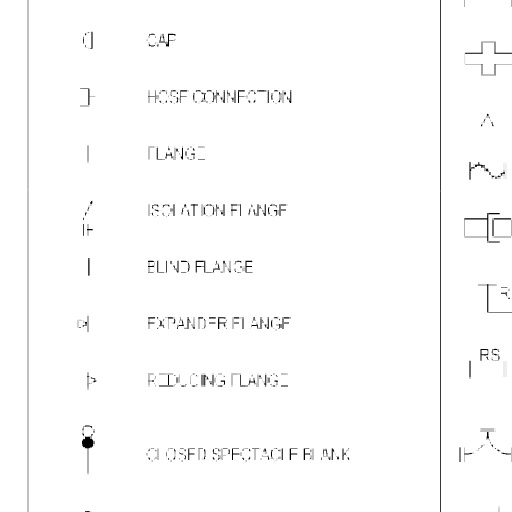 CAP
HOSE CONNECTION
FLANGE
ISOLATION FLANGE
BLIND FLANGE
R
EXPANDER FLANGE
RS
REDUCING FLANGE
CLOSED SPECTACLE BLANK